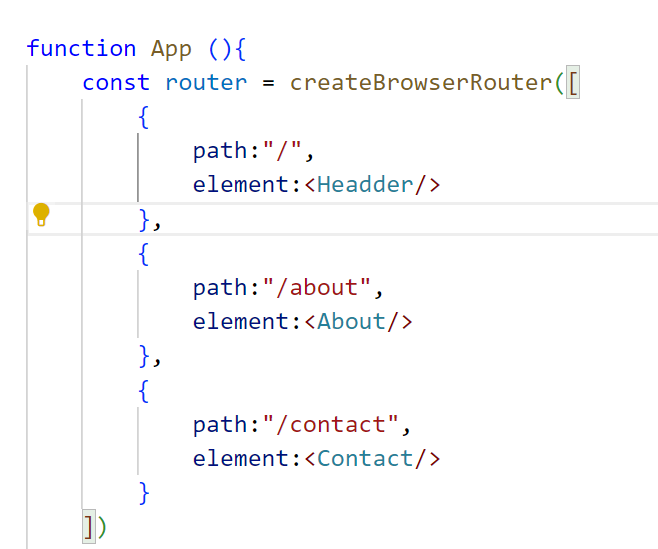 function App (){
const router = createBrowserRouter([
{
path:"/",
element:<Headder/>
},
{
path:"/about",
element:<About/>
},
{
path:"/contact",
element:<Contact/>
}
])